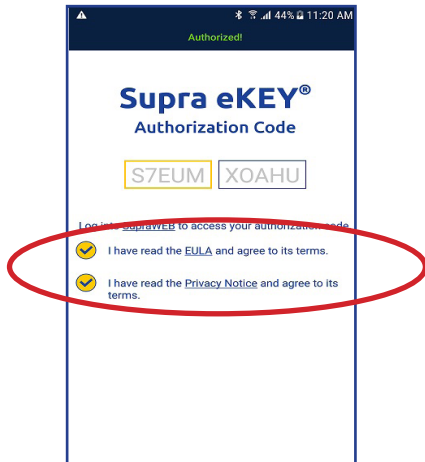 44% 11:20 AM
Authorized!
Supra eKEY®
Authorization Code
S7EUM XOAHU
Log into SupraWEB to access your authorization code
I have read the EULA and agree to its terms.
I have read the Privacy Notice and agree to its
terms.